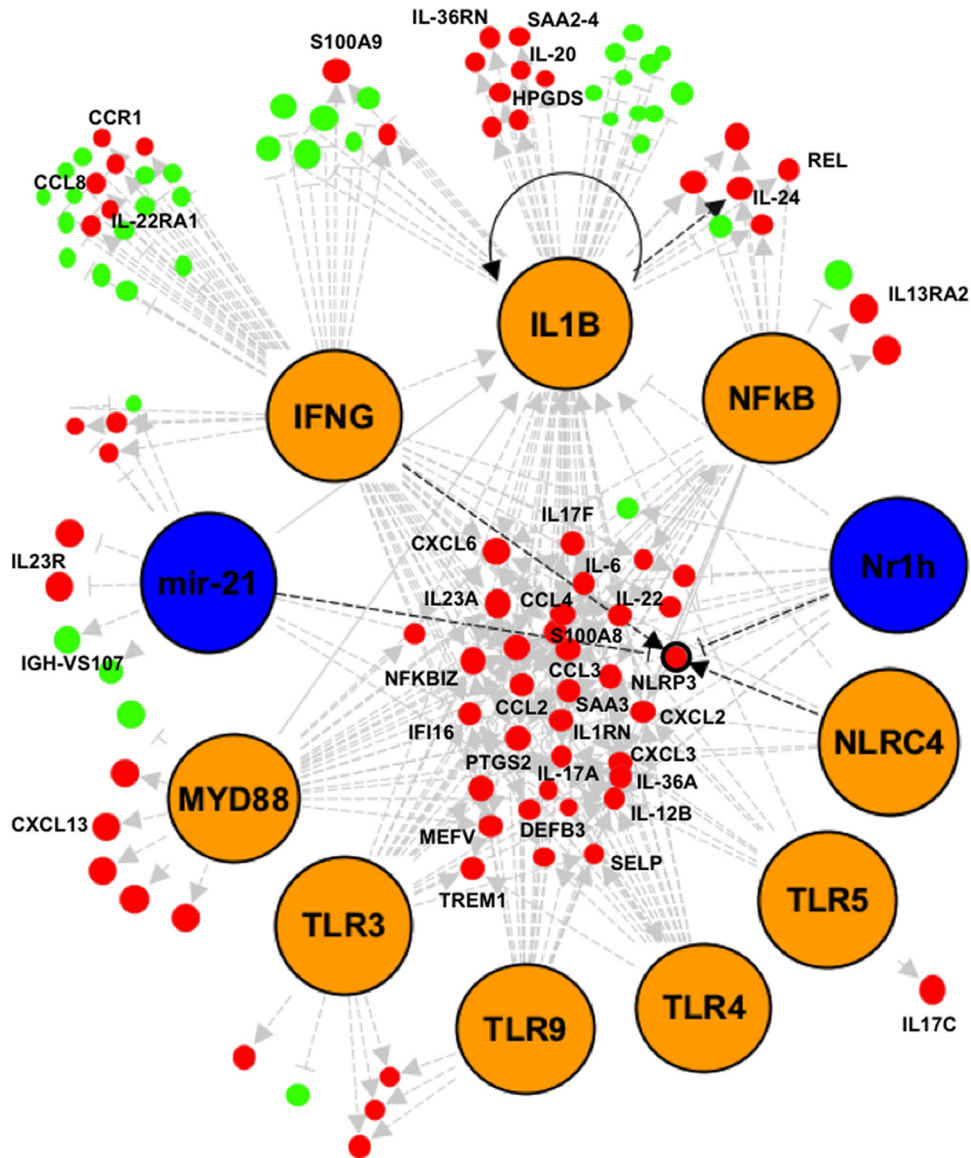 IL-36RN
SAA2-4
S100A9
IL-20
HPGDS
CCR1
REL
CCL8
IL-24
IL-22RA1
IL13RA2
IL1B
NFkB
IFNG
IL17F
CXCL6
IL23R
mir-21
Nr1h
IL-6
IL23A
CCL4
IL-22
S100A8
IGH-VS107
NFKBIZ
CCL3
NLRP3
CCL2
SAA3
CXCL2
IFI16
IL1RN
NLRC4
PTGS2
CXCL3
IL-17A
IL-36A
MYD88
CXCL13
MEFV
DEFB3
IL-12B
SELP
TREM1
TLR5
TLR3
TLR4
TLR9
IL17C